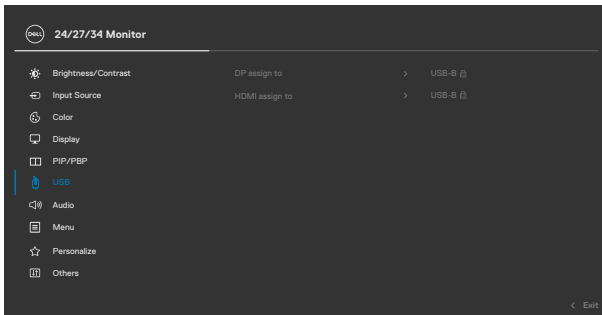 DELL 24/27/34 Monitor
Brightness/Contrast DP assign to > USB-B
Input Source HDMI assign to > USB-B
Color
Display
PIP/PBP
USB
Audio
Menu
Personalize
Others
< Exit